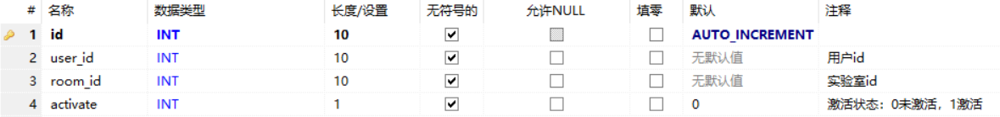 # 名称 数据类型 长度/设置 无符号的 允许NULL 填零 默认 注释
1 id INT 10 AUTO_INCREMENT
2 user_id INT 10 无默认值 用户id
3 room_id INT 10 无默认值 实验室id
4 activate INT 1 0 激活状态：0未激活，1激活